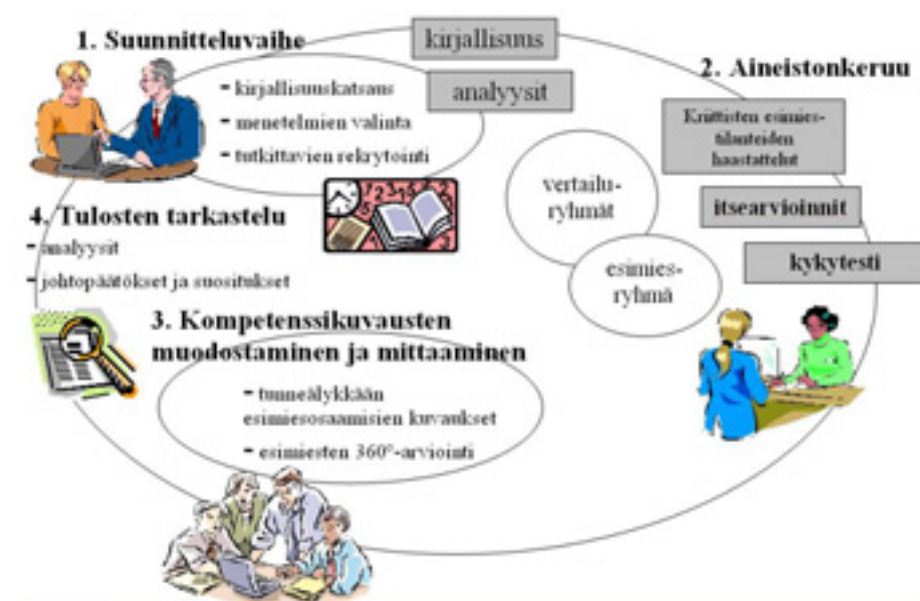 1. Suunnitteluvaihe
- kirjallisuuskatsaus
- menetelmien valinta
- tutkittavien rekrytointi
kirjallisuus
analyysit
2. Aineistonkeruu
Kriittisten esimies-
tilanteiden
haastattelut
itsearvioinnit
kykytesti
vertailu-
ryhmät
esimies-
ryhmä
3. Kompetenssikuvausten
muodostaminen ja mittaaminen
- tunneälykkään
esimiesosaamisien kuvaukset
- esimiesten 360°-arviointi
4. Tulosten tarkastelu
- analyysit
- johtopäätökset ja suositukset